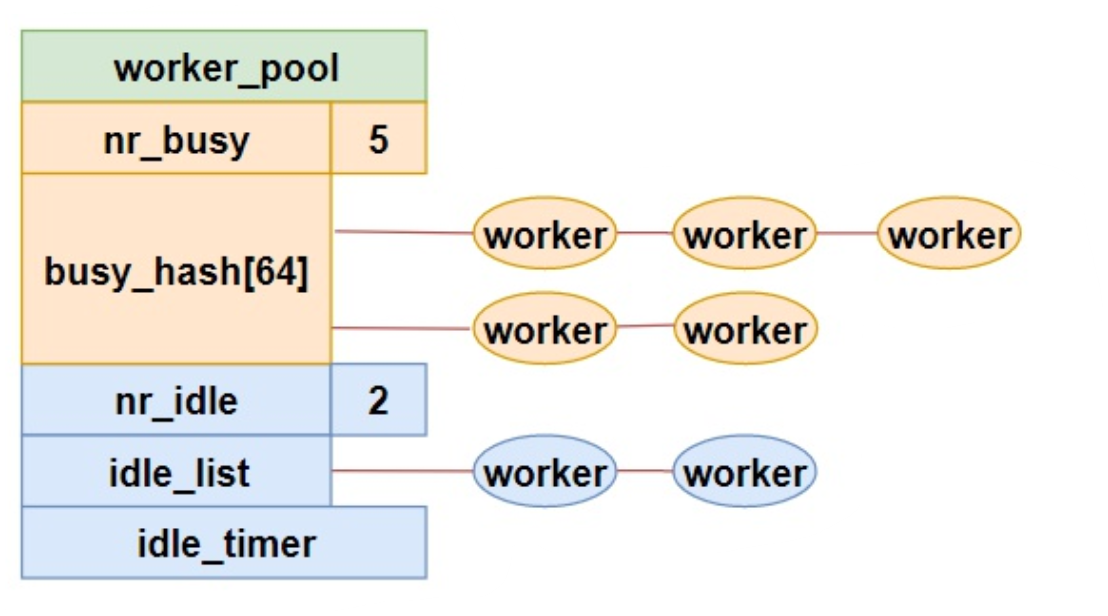 worker_pool
nr_busy 5
busy_hash[64]
worker worker worker
worker worker
nr_idle 2
idle_list worker worker
idle_timer